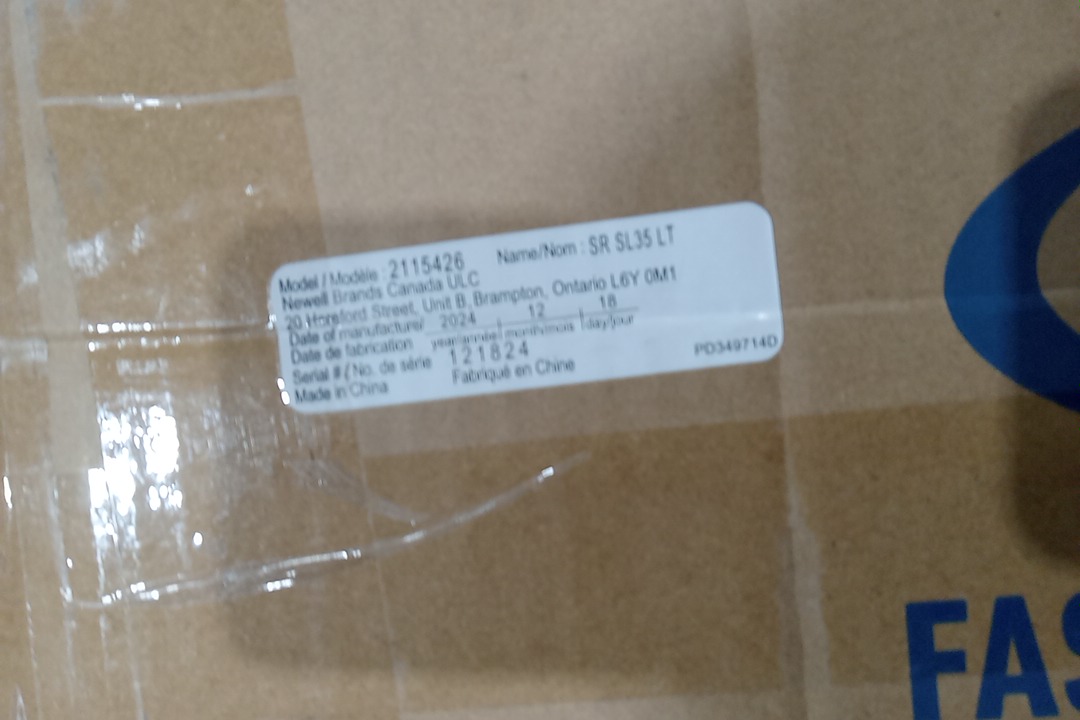 Model / Modèle : 2115426 Name/Nom : SR SL35 LT
Newell Brands Canada ULC
20 Hereford Street, Unit B, Brampton, Ontario L6Y 0M1
Date of manufacture/ 2024 | 12 | 18
Date de fabrication year/année | month/mois | day/jour
Serial # / No. de série 121824
Made in China Fabriqué en Chine PD349714D
FAS